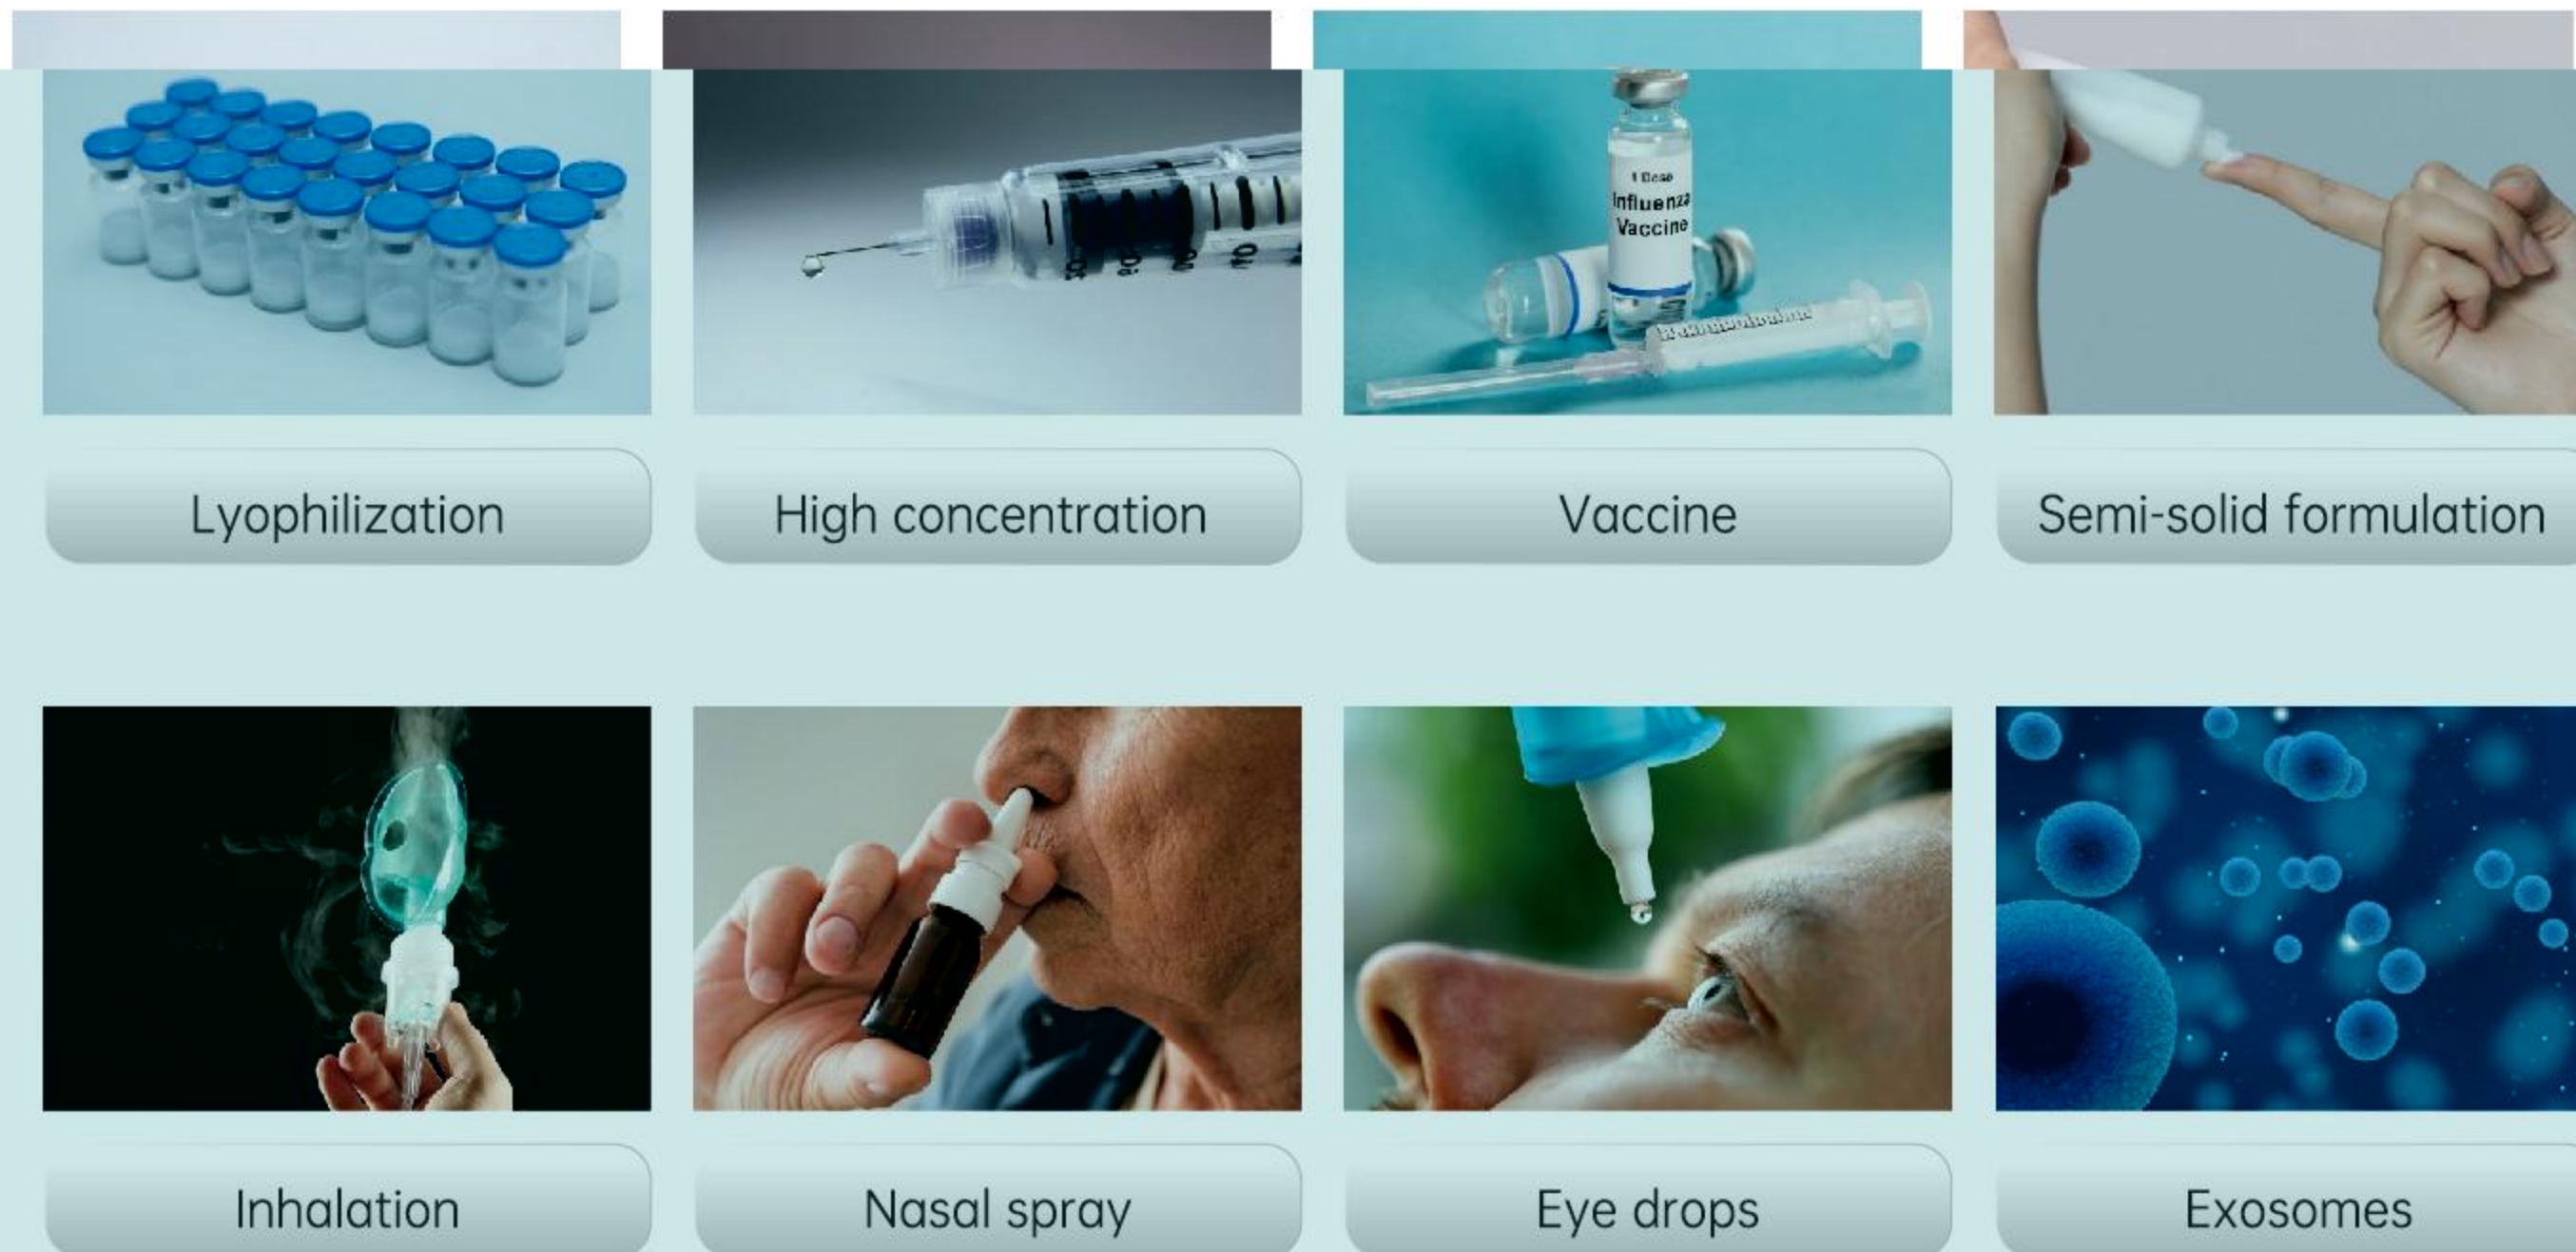 1 Dose
Influenza
Vaccine
Lyophilization
High concentration
Vaccine
Semi-solid formulation
Inhalation
Nasal spray
Eye drops
Exosomes